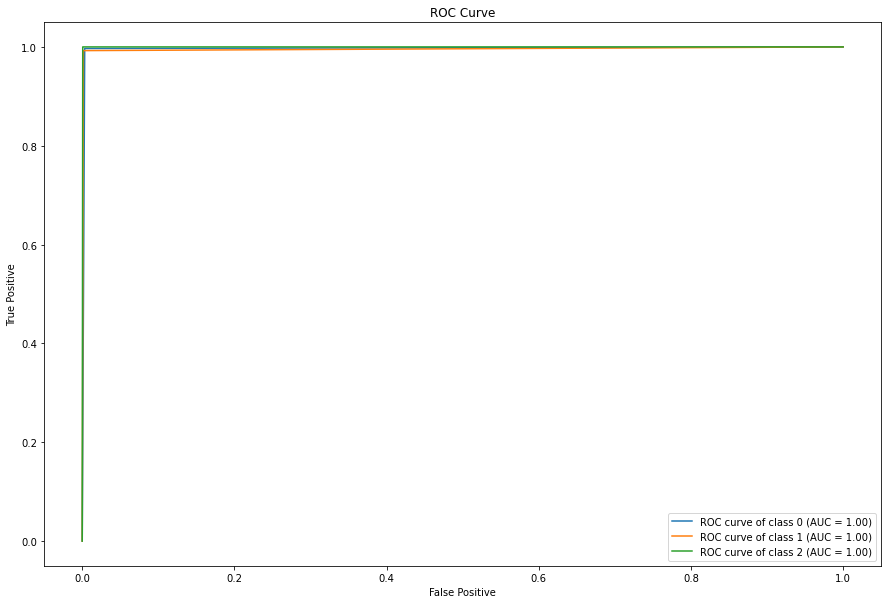 ROC Curve
1.0
0.8
0.6
0.4
0.2
0.0
True Positive
ROC curve of class 0 (AUC = 1.00)
ROC curve of class 1 (AUC = 1.00)
ROC curve of class 2 (AUC = 1.00)
0.0 0.2 0.4 0.6 0.8 1.0
False Positive